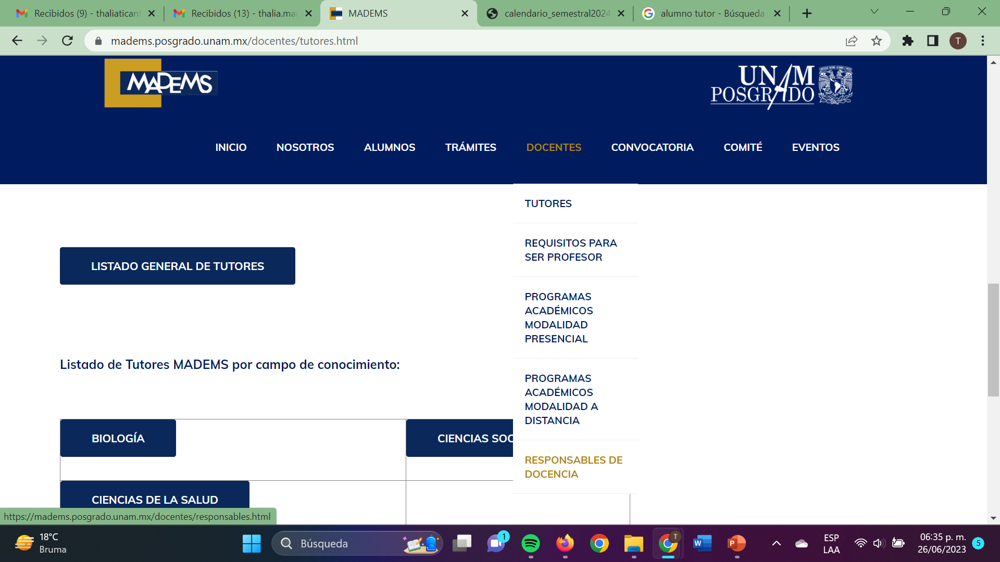 Recibidos (9) - thaliaticant
Recibidos (13) - thalia.mad
MADEMS
calendario_semestral2024
alumno tutor - Búsqueda
madems.posgrado.unam.mx/docentes/tutores.html
T
MADEMS
UNAM
POSGRADO
INICIO
NOSOTROS
ALUMNOS
TRÁMITES
DOCENTES
CONVOCATORIA
COMITÉ
EVENTOS
TUTORES
REQUISITOS PARA
SER PROFESOR
PROGRAMAS
ACADÉMICOS
MODALIDAD
PRESENCIAL
PROGRAMAS
ACADÉMICOS
MODALIDAD A
DISTANCIA
RESPONSABLES DE
DOCENCIA
LISTADO GENERAL DE TUTORES
Listado de Tutores MADEMS por campo de conocimiento:
BIOLOGÍA
CIENCIAS SOC
CIENCIAS DE LA SALUD
https://madems.posgrado.unam.mx/docentes/responsables.html
18°C
Bruma
Búsqueda
1
T
W
P
ESP
LAA
06:35 p. m.
26/06/2023
5